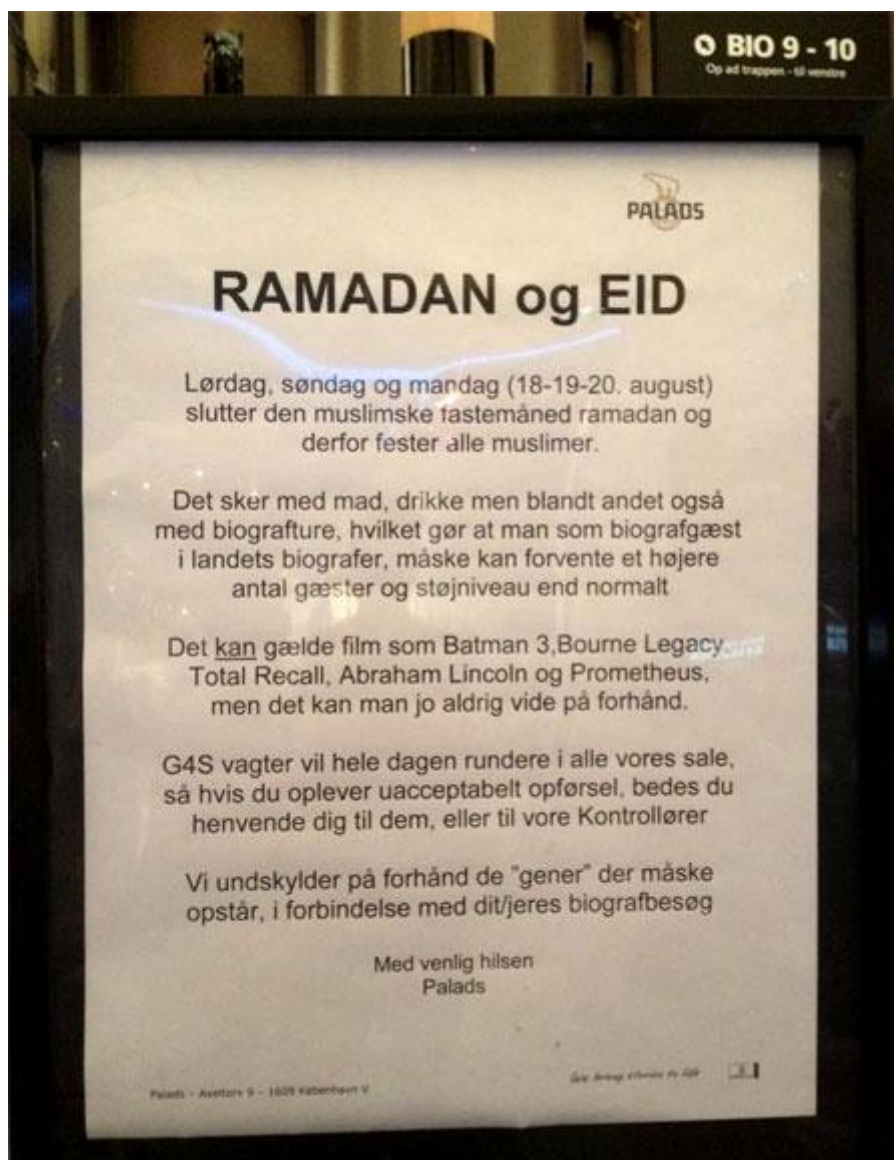 BIO 9 - 10
Op ad trappen - til venstre
PALADS
RAMADAN og EID
Lørdag, søndag og mandag (18-19-20. august)
slutter den muslimske fastemåned ramadan og
derfor fester alle muslimer.
Det sker med mad, drikke men blandt andet også
med biografture, hvilket gør at man som biografgæst
i landets biografer, måske kan forvente et højere
antal gæster og støjniveau end normalt
Det kan gælde film som Batman 3,Bourne Legacy,
Total Recall, Abraham Lincoln og Prometheus,
men det kan man jo aldrig vide på forhånd.
G4S vagter vil hele dagen rundere i alle vores sale,
så hvis du oplever uacceptabelt opførsel, bedes du
henvende dig til dem, eller til vore Kontrollører
Vi undskylder på forhånd de "gener" der måske
opstår, i forbindelse med dit/jeres biografbesøg
Med venlig hilsen
Palads
Palads - Axeltorv 9 - 1609 København V